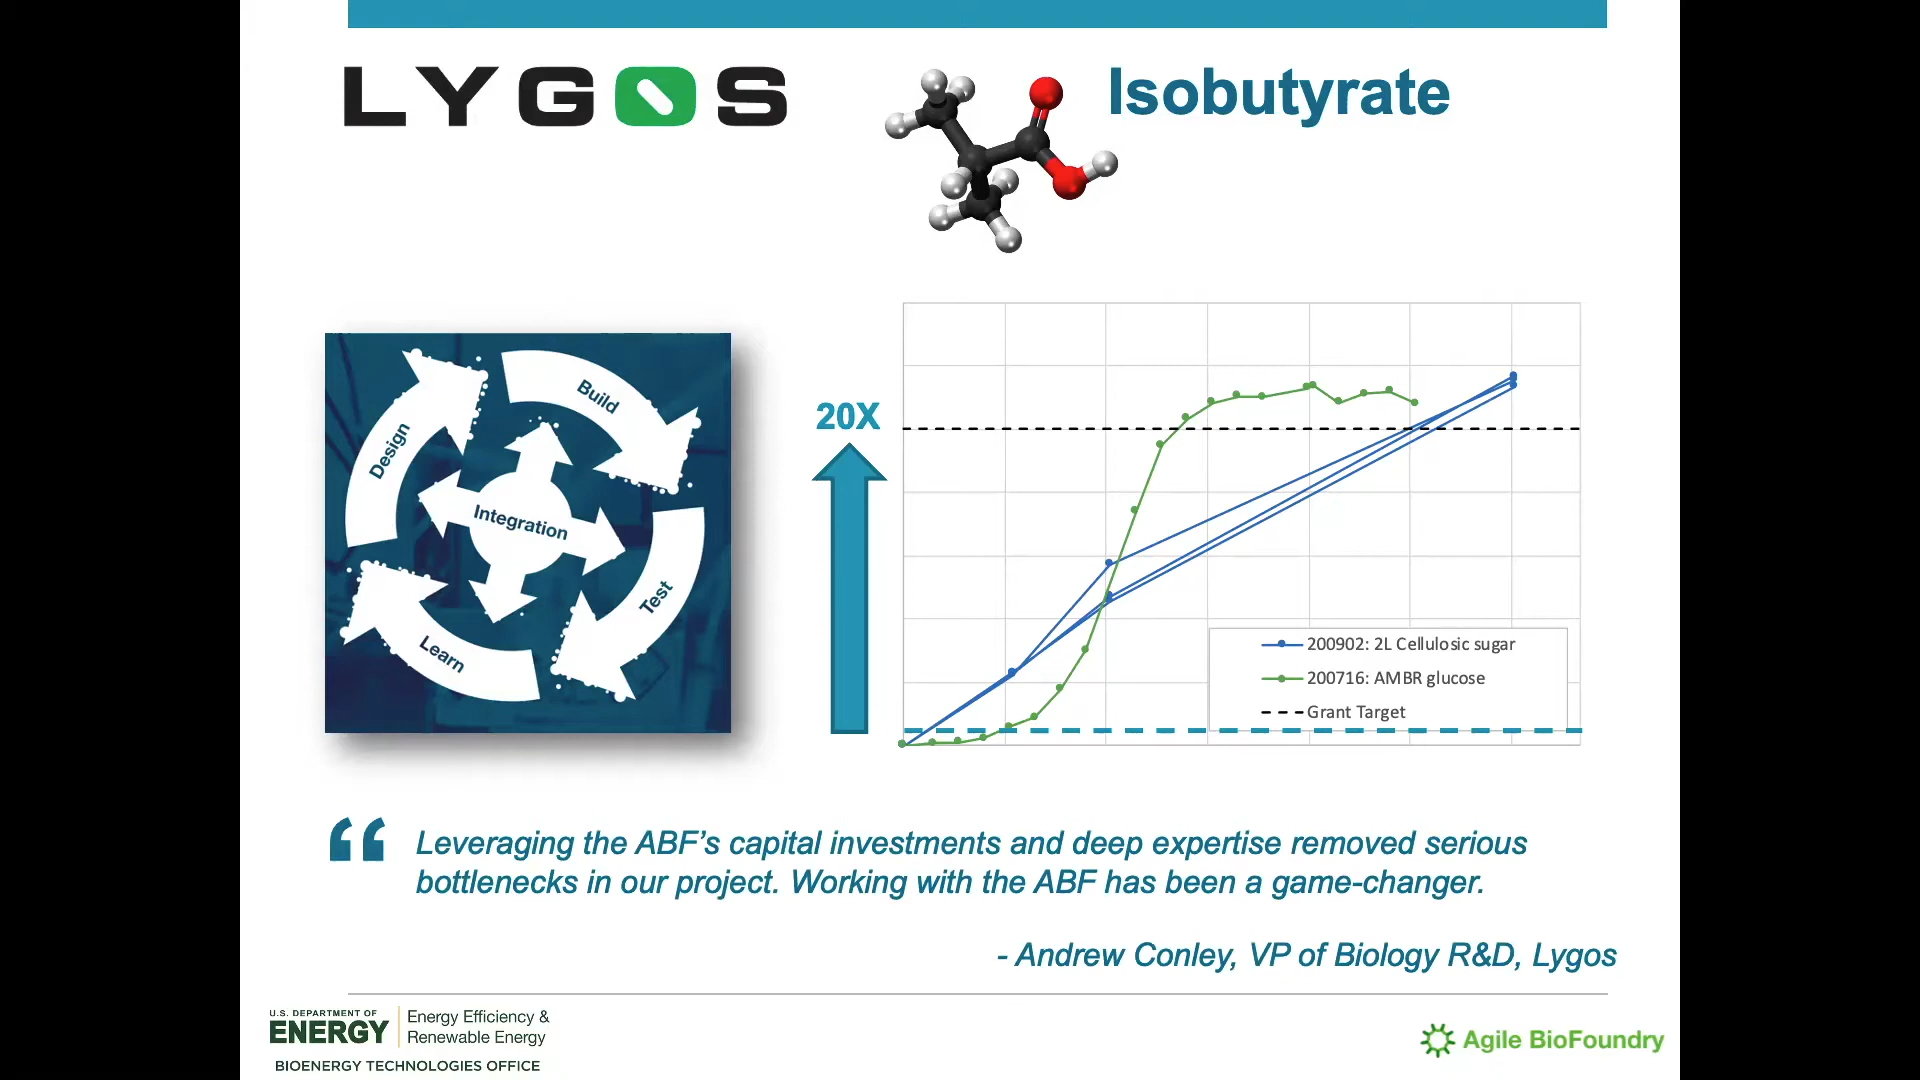 LYGOS
Isobutyrate
Design
Build
Integration
Test
Learn
20X
200902: 2L Cellulosic sugar
200716: AMBR glucose
Grant Target
Leveraging the ABF’s capital investments and deep expertise removed serious
bottlenecks in our project. Working with the ABF has been a game-changer.
- Andrew Conley, VP of Biology R&D, Lygos
U.S. DEPARTMENT OF
ENERGY
Energy Efficiency &
Renewable Energy
BIOENERGY TECHNOLOGIES OFFICE
Agile BioFoundry